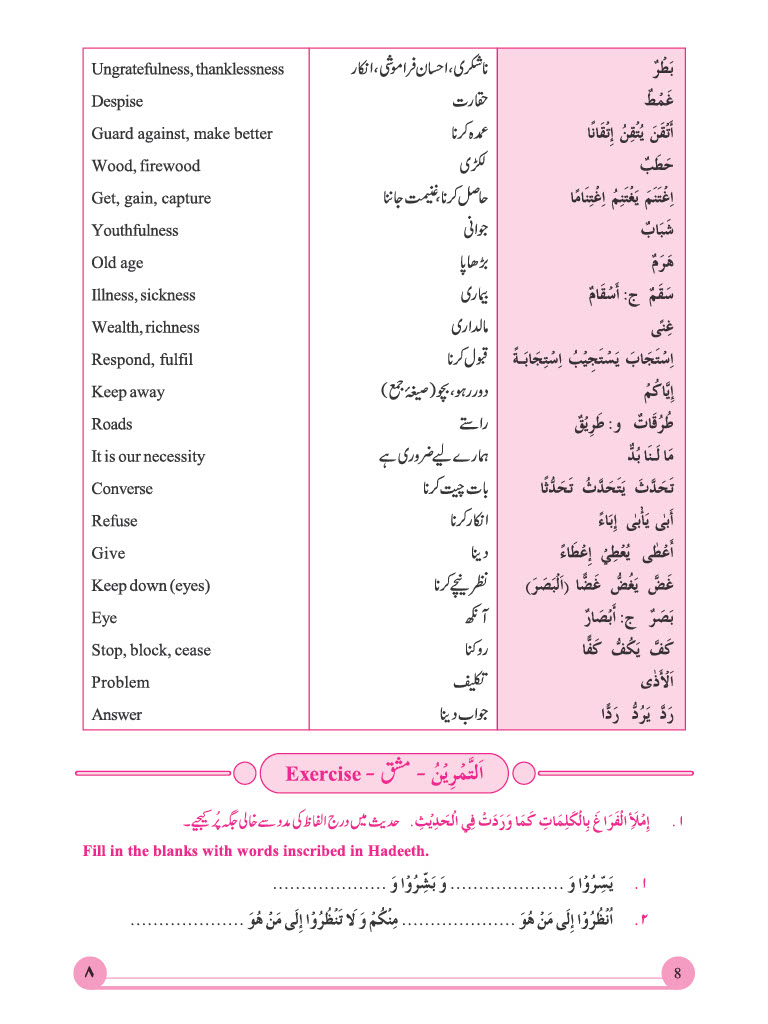 Ungratefulness, thanklessness ناشکری، احسان فراموشی، انکار بَطْرٌ
Despise حقارت غَمْطٌ
Guard against, make better عمدہ کرنا أَتْقَنَ يُتْقِنُ إِتْقَانًا
Wood, firewood لکڑی حَطَبٌ
Get, gain, capture حاصل کرنا، غنیمت جاننا اِغْتَنَمَ يَغْتَنِمُ اِغْتِنَامًا
Youthfulness جوانی شَبَابٌ
Old age بڑھاپا هَرَمٌ
Illness, sickness بیماری سَقَمٌ ج: أَسْقَامٌ
Wealth, richness مالداری غِنًى
Respond, fulfil قبول کرنا اِسْتَجَابَ يَسْتَجِيْبُ اِسْتِجَابَةً
Keep away دور رہو، بچو (صیغۂ جمع) إِيَّاكُمْ
Roads راستے طُرُقَاتٌ و: طَرِيْقٌ
It is our necessity ہمارے لیے ضروری ہے مَا لَنَا بُدٌّ
Converse بات چیت کرنا تَحَدَّثَ يَتَحَدَّثُ تَحَدُّثًا
Refuse انکار کرنا أَبٰى يَأْبٰى إِبَاءً
Give دینا أَعْطٰى يُعْطِيْ إِعْطَاءً
Keep down (eyes) نظر نیچے کرنا غَضَّ يَغُضُّ غَضًّا (اَلْبَصَرَ)
Eye آنکھ بَصَرٌ ج: أَبْصَارٌ
Stop, block, cease روکنا كَفَّ يَكُفُّ كَفًّا
Problem تکلیف اَلْأَذٰى
Answer جواب دینا رَدَّ يَرُدُّ رَدًّا
اَلتَّمْرِيْنُ - مشق - Exercise
۱. إِمْلَأِ الْفَرَاغَ بِالْكَلِمَاتِ كَمَا وَرَدَتْ فِي الْحَدِيْثِ. حدیث میں درج الفاظ کی مدد سے خالی جگہ پُر کیجیے۔
Fill in the blanks with words inscribed in Hadeeth.
۱. يَسِّرُوْا وَ .................... وَ بَشِّرُوْا وَ ....................
۲. اُنْظُرُوْا إِلَى مَنْ هُوَ .................... مِنْكُمْ وَ لَا تَنْظُرُوْا إِلَى مَنْ هُوَ ....................
۸ 8